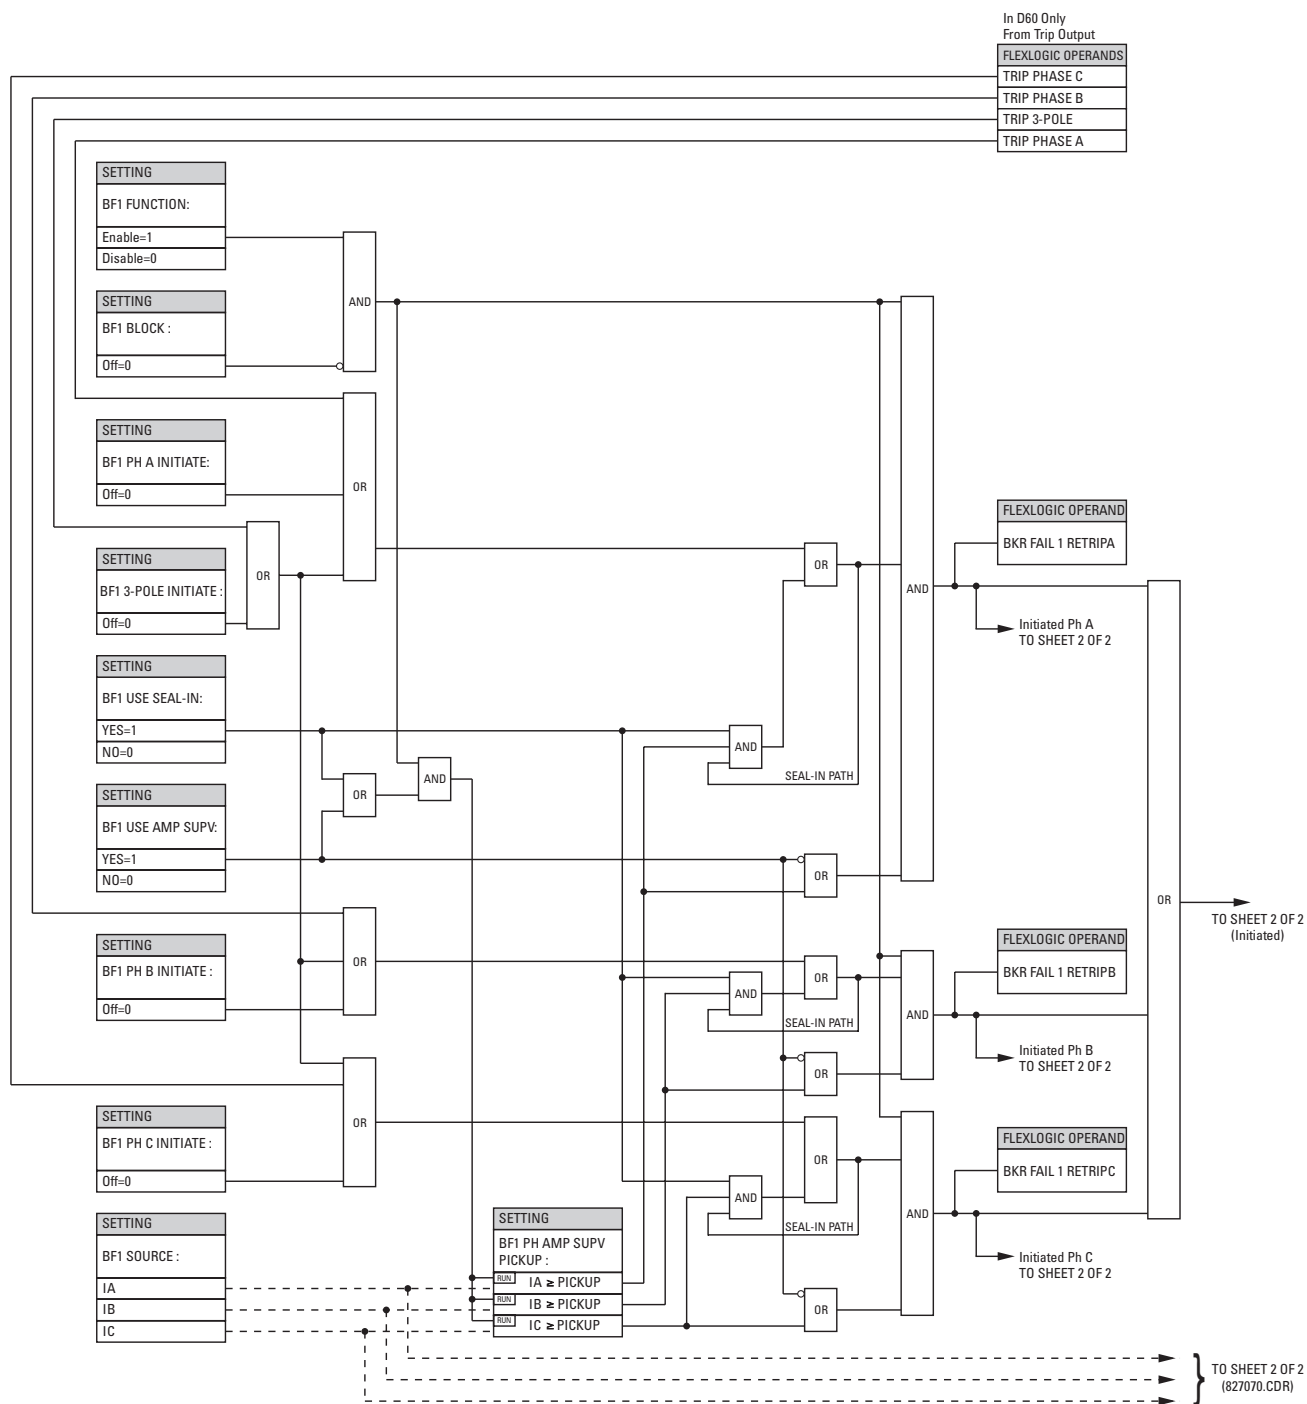 In D60 Only
From Trip Output
FLEXLOGIC OPERANDS
TRIP PHASE C
TRIP PHASE B
TRIP 3-POLE
TRIP PHASE A
SETTING
BF1 FUNCTION:
Enable=1
Disable=0
AND
SETTING
BF1 BLOCK :
Off=0
SETTING
BF1 PH A INITIATE:
Off=0
OR
SETTING
BF1 3-POLE INITIATE :
Off=0
OR
OR
AND
FLEXLOGIC OPERAND
BKR FAIL 1 RETRIPA
Initiated Ph A
TO SHEET 2 OF 2
SETTING
BF1 USE SEAL-IN:
YES=1
NO=0
AND
SEAL-IN PATH
OR
AND
SETTING
BF1 USE AMP SUPV:
YES=1
NO=0
OR
OR
TO SHEET 2 OF 2
(Initiated)
SETTING
BF1 PH B INITIATE :
Off=0
OR
OR
AND
SEAL-IN PATH
OR
AND
FLEXLOGIC OPERAND
BKR FAIL 1 RETRIPB
Initiated Ph B
TO SHEET 2 OF 2
SETTING
BF1 PH C INITIATE :
Off=0
OR
OR
AND
SEAL-IN PATH
OR
AND
FLEXLOGIC OPERAND
BKR FAIL 1 RETRIPC
Initiated Ph C
TO SHEET 2 OF 2
SETTING
BF1 SOURCE :
IA
IB
IC
SETTING
BF1 PH AMP SUPV
PICKUP :
RUN IA ≥ PICKUP
RUN IB ≥ PICKUP
RUN IC ≥ PICKUP
TO SHEET 2 OF 2
(827070.CDR)